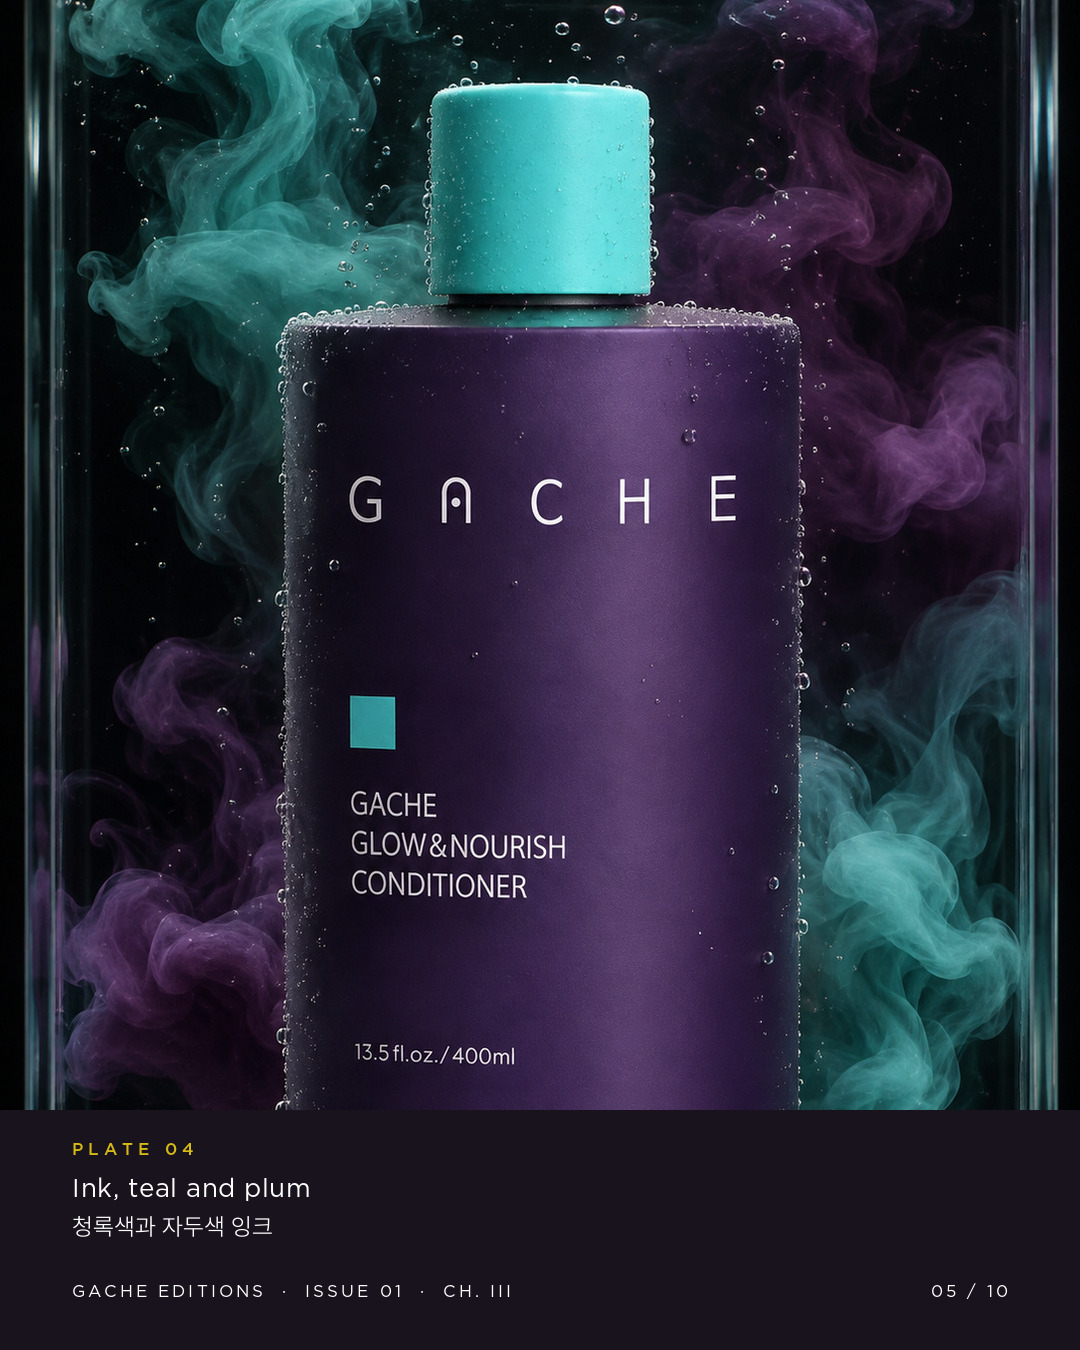 GACHE
GACHE
GLOW & NOURISH
CONDITIONER
13.5 fl.oz. / 400ml
PLATE 04
Ink, teal and plum
청록색과 자두색 잉크
GACHE EDITIONS · ISSUE 01 · CH. III
05 / 10